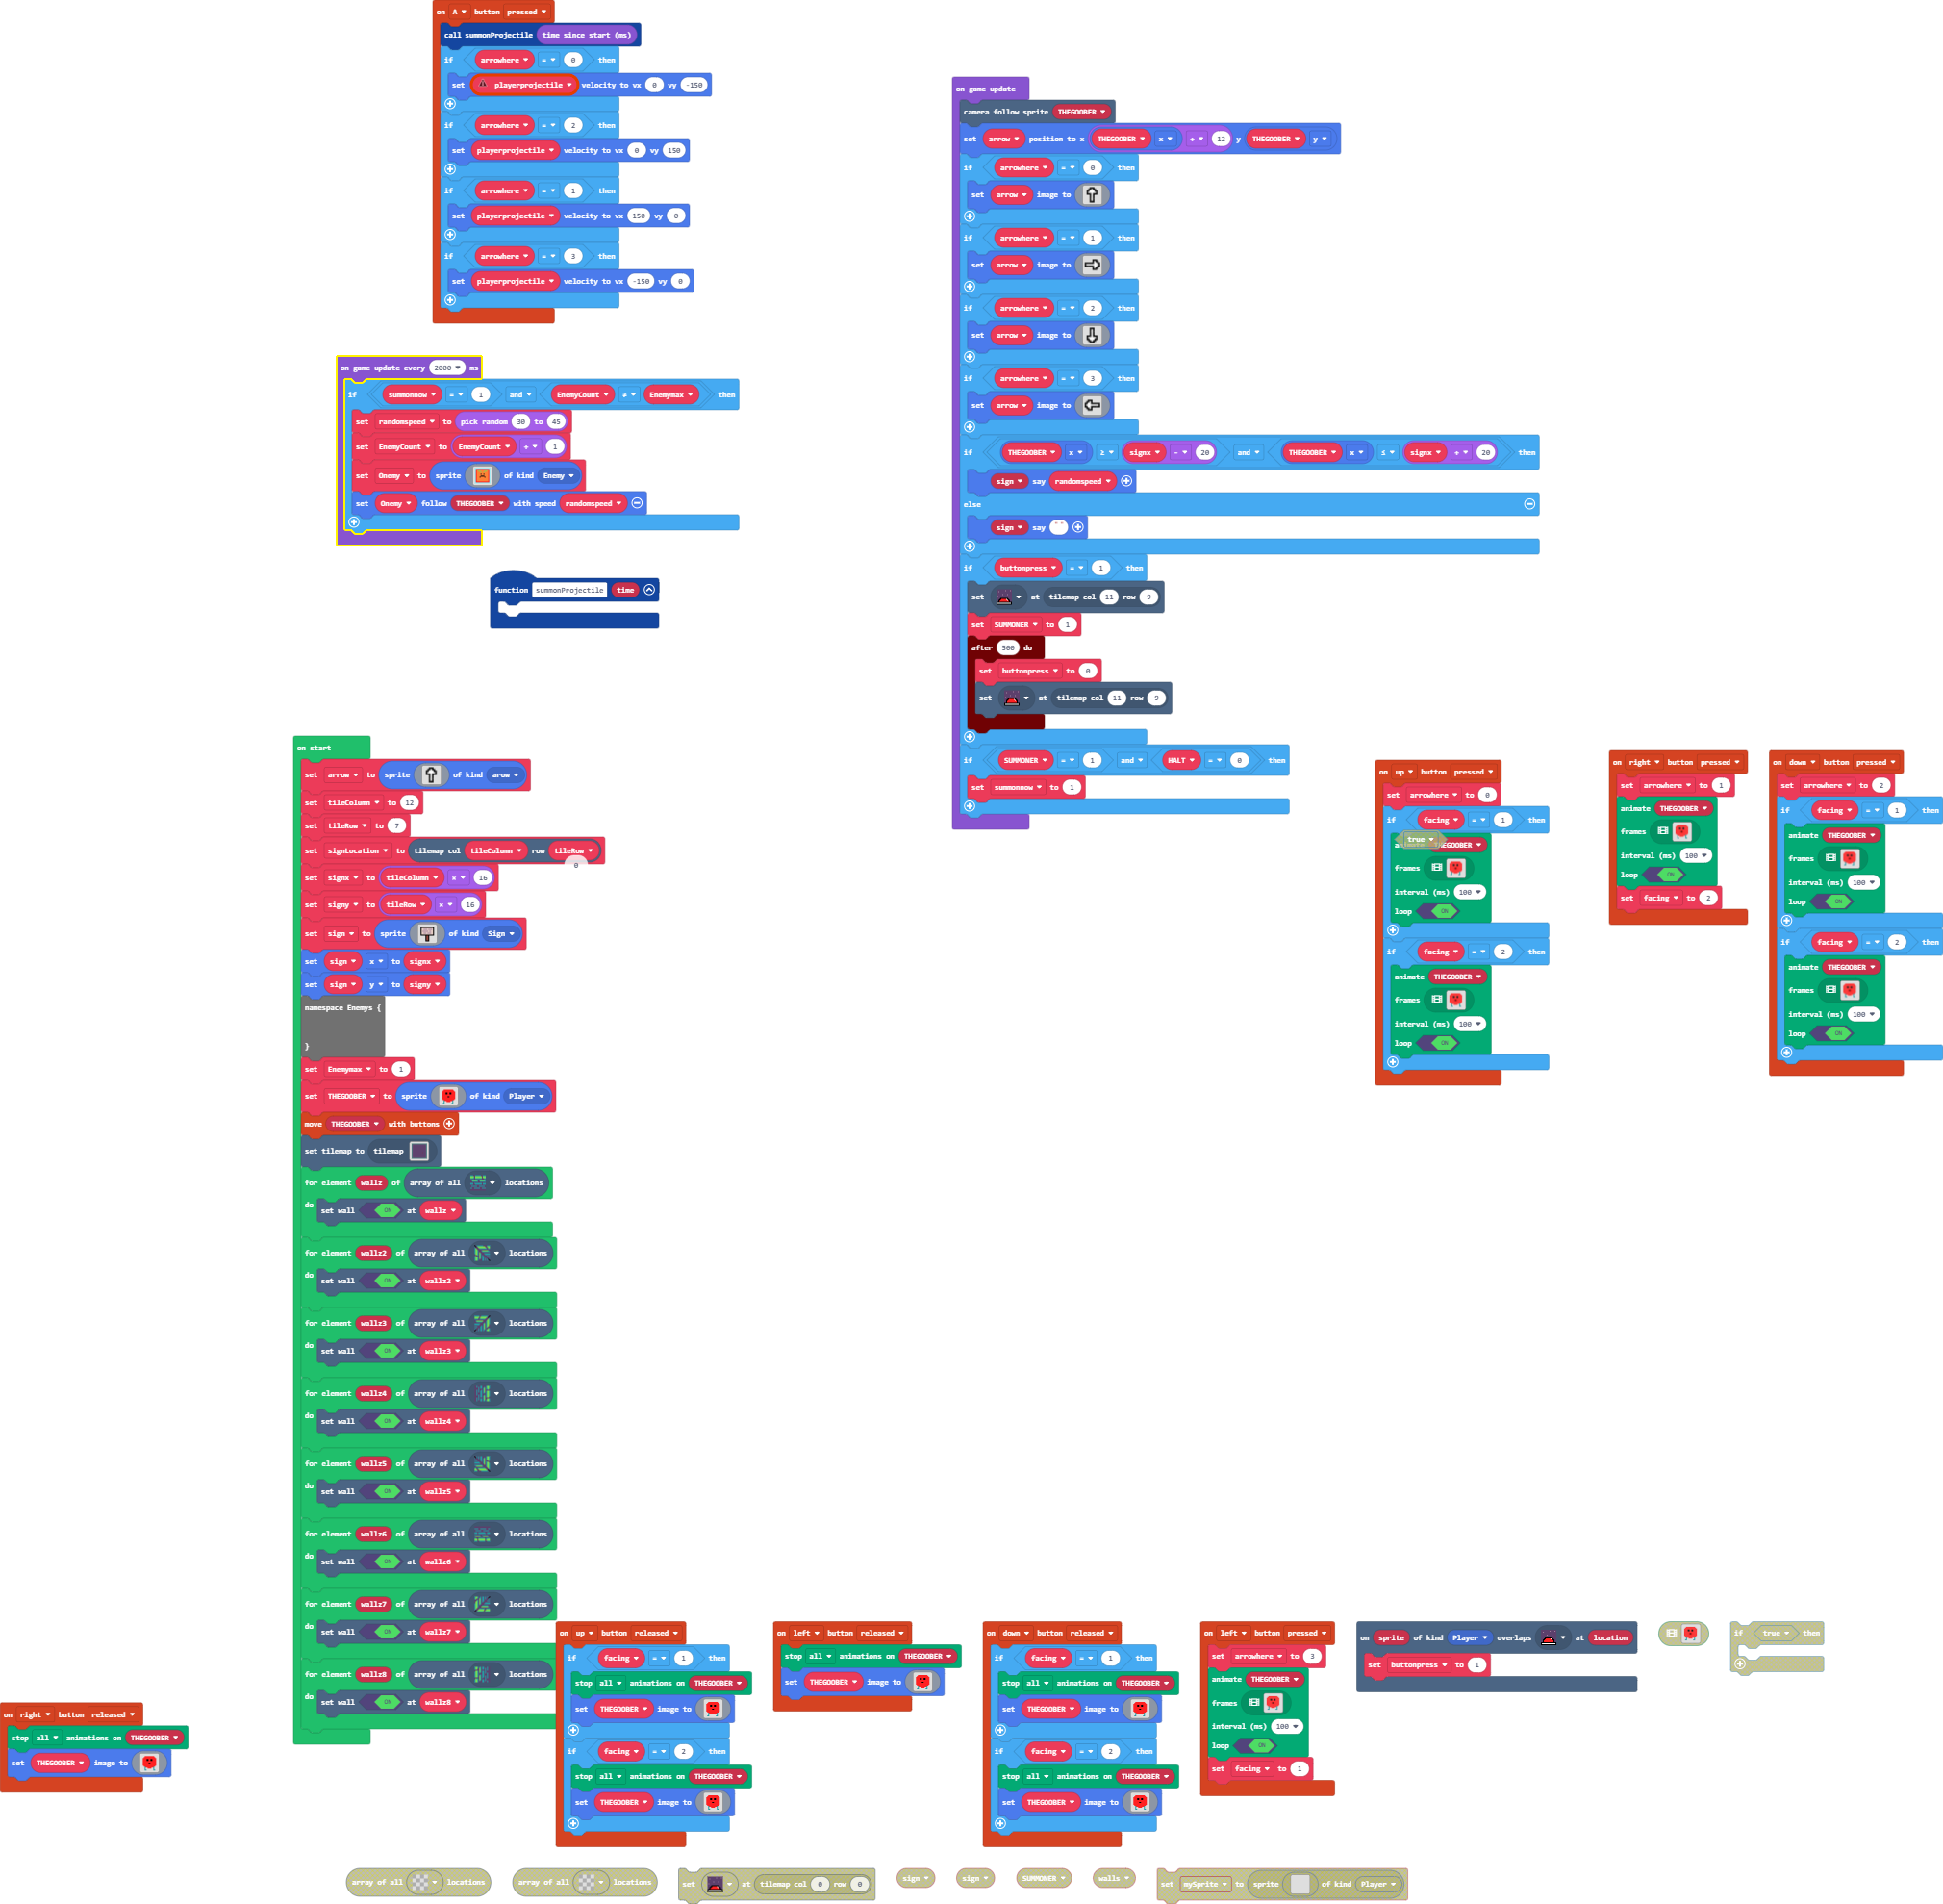 on A button pressed
call summonProjectile time since start (ms)
if arrowhere = 0 then
set playerprojectile velocity to vx 0 vy -150
if arrowhere = 2 then
set playerprojectile velocity to vx 0 vy 150
if arrowhere = 1 then
set playerprojectile velocity to vx 150 vy 0
if arrowhere = 3 then
set playerprojectile velocity to vx -150 vy 0
on game update every 2000 ms
if summonnow = 1 and EnemyCount ≠ Enemymax then
set randomspeed to pick random 30 to 45
set EnemyCount to EnemyCount + 1
set Onemy to sprite of kind Enemy
set Onemy follow THEGOOBER with speed randomspeed
function summonProjectile time
on game update
camera follow sprite THEGOOBER
set arrow position to x THEGOOBER x + 12 y THEGOOBER y
if arrowhere = 0 then
set arrow image to
if arrowhere = 1 then
set arrow image to
if arrowhere = 2 then
set arrow image to
if arrowhere = 3 then
set arrow image to
if THEGOOBER x ≥ signx - 20 and THEGOOBER x ≤ signx + 20 then
sign say randomspeed
else
sign say " "
if buttonpress = 1 then
set at tilemap col 11 row 9
set SUMMONER to 1
after 500 do
set buttonpress to 0
set at tilemap col 11 row 9
if SUMMONER = 1 and HALT = 0 then
set summonnow to 1
on start
set arrow to sprite of kind arow
set tileColumn to 12
set tileRow to 7
set signLocation to tilemap col tileColumn row tileRow
0
set signx to tileColumn × 16
set signy to tileRow × 16
set sign to sprite of kind Sign
set sign x to signx
set sign y to signy
namespace Enemys {
}
set Enemymax to 1
set THEGOOBER to sprite of kind Player
move THEGOOBER with buttons
set tilemap to tilemap
for element wallz of array of all locations
do set wall ON at wallz
for element wallz2 of array of all locations
do set wall ON at wallz2
for element wallz3 of array of all locations
do set wall ON at wallz3
for element wallz4 of array of all locations
do set wall ON at wallz4
for element wallz5 of array of all locations
do set wall ON at wallz5
for element wallz6 of array of all locations
do set wall ON at wallz6
for element wallz7 of array of all locations
do set wall ON at wallz7
for element wallz8 of array of all locations
do set wall ON at wallz8
on up button pressed
set arrowhere to 0
if facing = 1 then
true
THEGOOBER
frames
interval (ms) 100
loop ON
if facing = 2 then
animate THEGOOBER
frames
interval (ms) 100
loop ON
on right button pressed
set arrowhere to 1
animate THEGOOBER
frames
interval (ms) 100
loop ON
set facing to 2
on down button pressed
set arrowhere to 2
if facing = 1 then
animate THEGOOBER
frames
interval (ms) 100
loop ON
if facing = 2 then
animate THEGOOBER
frames
interval (ms) 100
loop ON
on right button released
stop all animations on THEGOOBER
set THEGOOBER image to
on up button released
if facing = 1 then
stop all animations on THEGOOBER
set THEGOOBER image to
if facing = 2 then
stop all animations on THEGOOBER
set THEGOOBER image to
on left button released
stop all animations on THEGOOBER
set THEGOOBER image to
on down button released
if facing = 1 then
stop all animations on THEGOOBER
set THEGOOBER image to
if facing = 2 then
stop all animations on THEGOOBER
set THEGOOBER image to
on left button pressed
set arrowhere to 3
animate THEGOOBER
frames
interval (ms) 100
loop ON
set facing to 1
on sprite of kind Player overlaps at location
set buttonpress to 1
if true then
array of all locations
array of all locations
set at tilemap col 0 row 0
sign
sign
SUMMONER
walls
set mySprite to sprite of kind Player